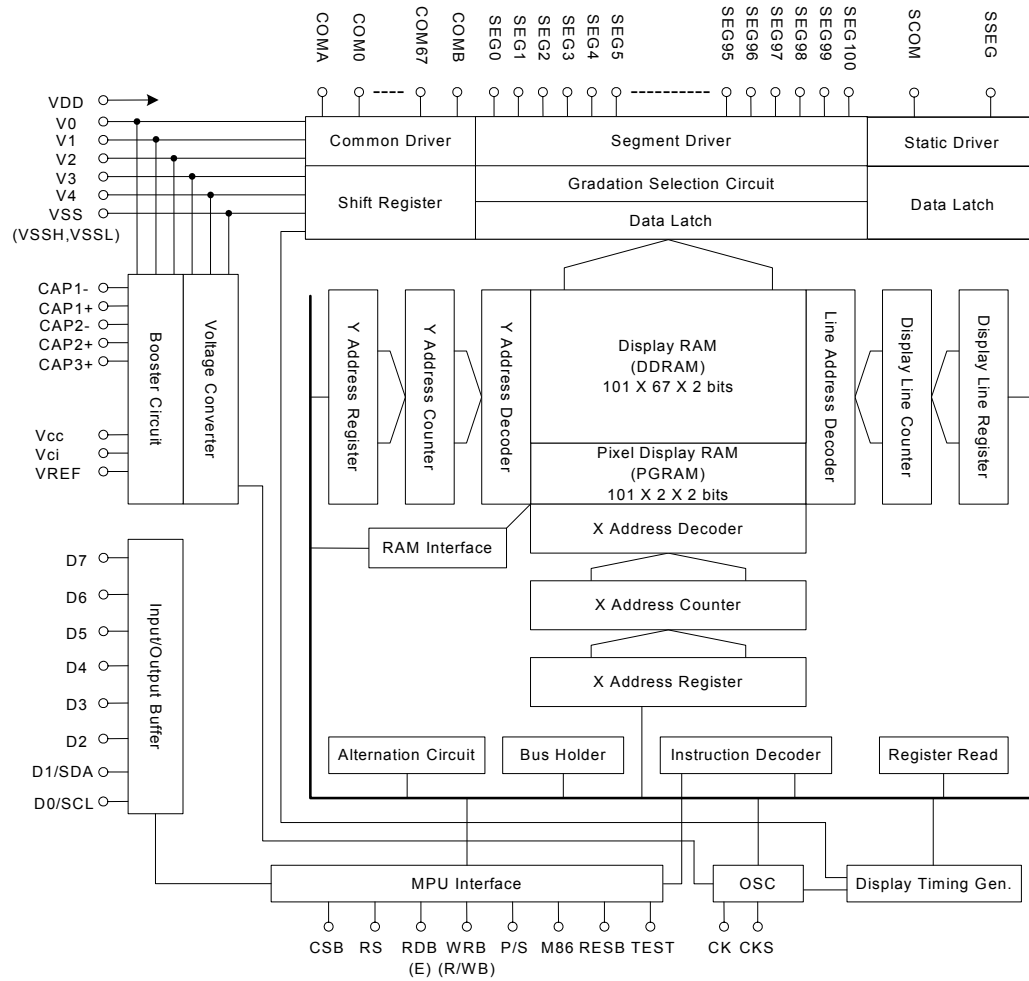 COMA
COM0
COM67
COMB
SEG0
SEG1
SEG2
SEG3
SEG4
SEG5
SEG95
SEG96
SEG97
SEG98
SEG99
SEG100
SCOM
SSEG
VDD
V0
V1
V2
V3
V4
VSS
(VSSH,VSSL)
Common Driver
Segment Driver
Static Driver
Shift Register
Gradation Selection Circuit
Data Latch
Data Latch
CAP1-
CAP1+
CAP2-
CAP2+
CAP3+
Vcc
Vci
VREF
Booster Circuit
Voltage Converter
Y Address Register
Y Address Counter
Y Address Decoder
Display RAM
(DDRAM)
101 X 67 X 2 bits
Pixel Display RAM
(PGRAM)
101 X 2 X 2 bits
Line Address Decoder
Display Line Counter
Display Line Register
RAM Interface
X Address Decoder
X Address Counter
X Address Register
D7
D6
D5
D4
D3
D2
D1/SDA
D0/SCL
Input/Output Buffer
Alternation Circuit
Bus Holder
Instruction Decoder
Register Read
MPU Interface
OSC
Display Timing Gen.
CSB
RS
RDB
(E)
WRB
(R/WB)
P/S
M86
RESB
TEST
CK
CKS